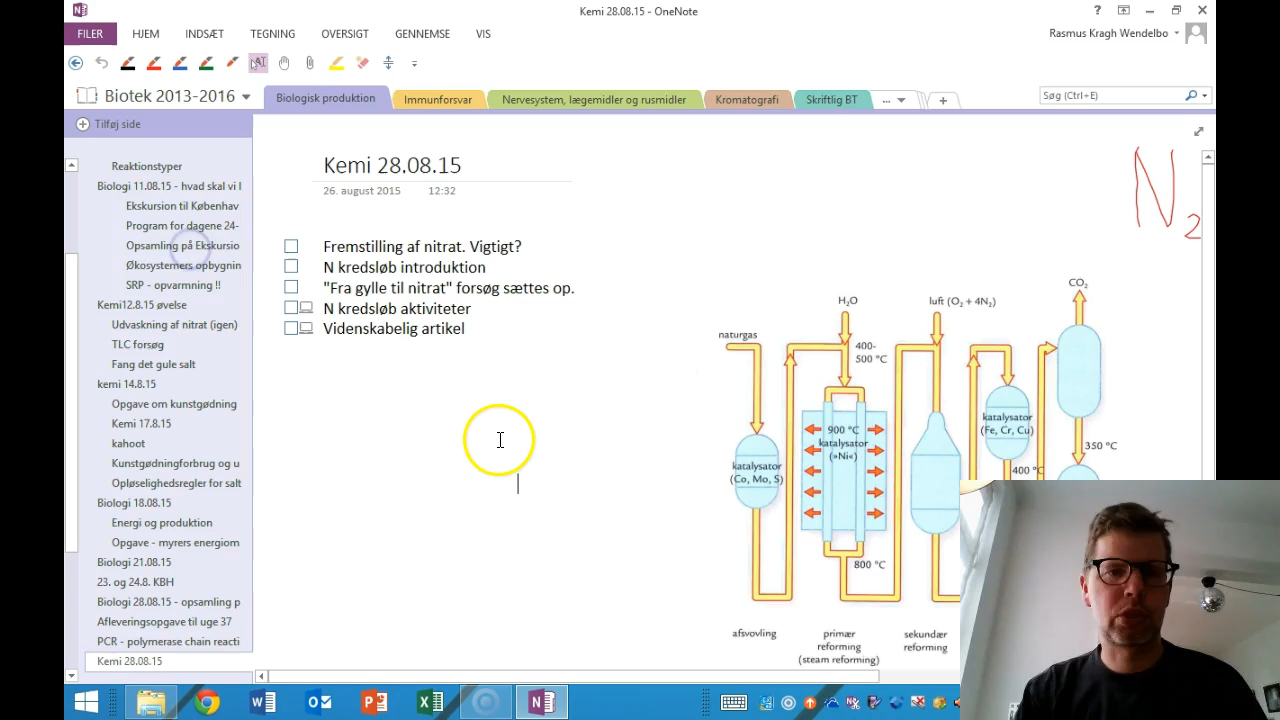 Kemi 28.08.15 - OneNote
?
FILER HJEM INDSÆT TEGNING OVERSIGT GENNEMSE VIS
Rasmus Kragh Wendelbo
Biotek 2013-2016
Biologisk produktion
Immunforsvar
Nervesystem, lægemidler og rusmidler
Kromatografi
Skriftlig BT
...
Søg (Ctrl+E)
Tilføj side
Reaktionstyper
Biologi 11.08.15 - hvad skal vi l
Ekskursion til Københav
Program for dagene 24-
Opsamling på Ekskursio
Økosystemers opbygnin
SRP - opvarmning !!
Kemi12.8.15 øvelse
Udvaskning af nitrat (igen)
TLC forsøg
Fang det gule salt
kemi 14.8.15
Opgave om kunstgødning
Kemi 17.8.15
kahoot
Kunstgødningforbrug og u
Opløselighedsregler for salt
Biologi 18.08.15
Energi og produktion
Opgave - myrers energiom
Biologi 21.08.15
23. og 24.8. KBH
Biologi 28.08.15 - opsamling p
Afleveringsopgave til uge 37
PCR - polymerase chain reacti
Kemi 28.08.15
Kemi 28.08.15
26. august 2015 12:32
Fremstilling af nitrat. Vigtigt?
N kredsløb introduktion
"Fra gylle til nitrat" forsøg sættes op.
N kredsløb aktiviteter
Videnskabelig artikel
N2
naturgas
H₂O
luft (O₂ + 4N₂)
CO₂
400-
500 °C
900 °C
katalysator
(»Ni«)
katalysator
(Co, Mo, S)
katalysator
(Fe, Cr, Cu)
350 °C
400 °C
800 °C
afsvovling
primær
reforming
(steam reforming)
sekundær
reforming